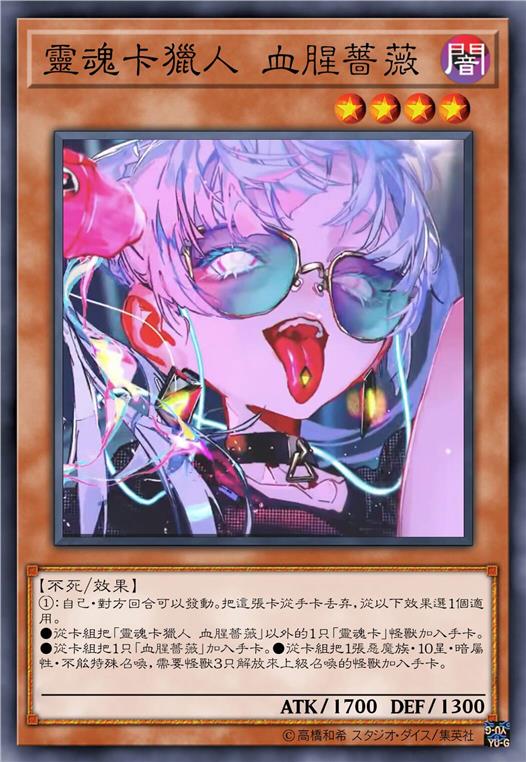 靈魂卡獵人 血腥薔薇
闇
【不死/效果】
①:自己・對方回合可以發動。把這張卡從手卡丟弃,從以下效果選1個適
用。
●從卡組把「靈魂卡獵人 血腥薔薇」以外的1只「靈魂卡」怪獸加入手卡。
●從卡組把1只「血腥薔薇」加入手卡。●從卡組把1張惡魔族・10星・暗屬
性・不能特殊召喚,需要怪獸3只解放來上級召喚的怪獸加入手卡。
ATK/1700 DEF/1300
©高橋和希 スタジオ・ダイス/集英社